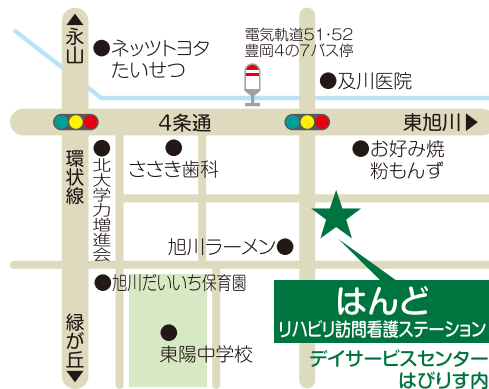 ▲永山
ネッツトヨタ
たいせつ
電気軌道51・52
豊岡4の7バス停
及川医院
4条通
東旭川▶
環状線
北大学力増進会
ささき歯科
お好み焼
粉もんず
旭川ラーメン
旭川だいいち保育園
はんど
リハビリ訪問看護ステーション
緑が丘▼
東陽中学校
デイサービスセンター
はぴりす内